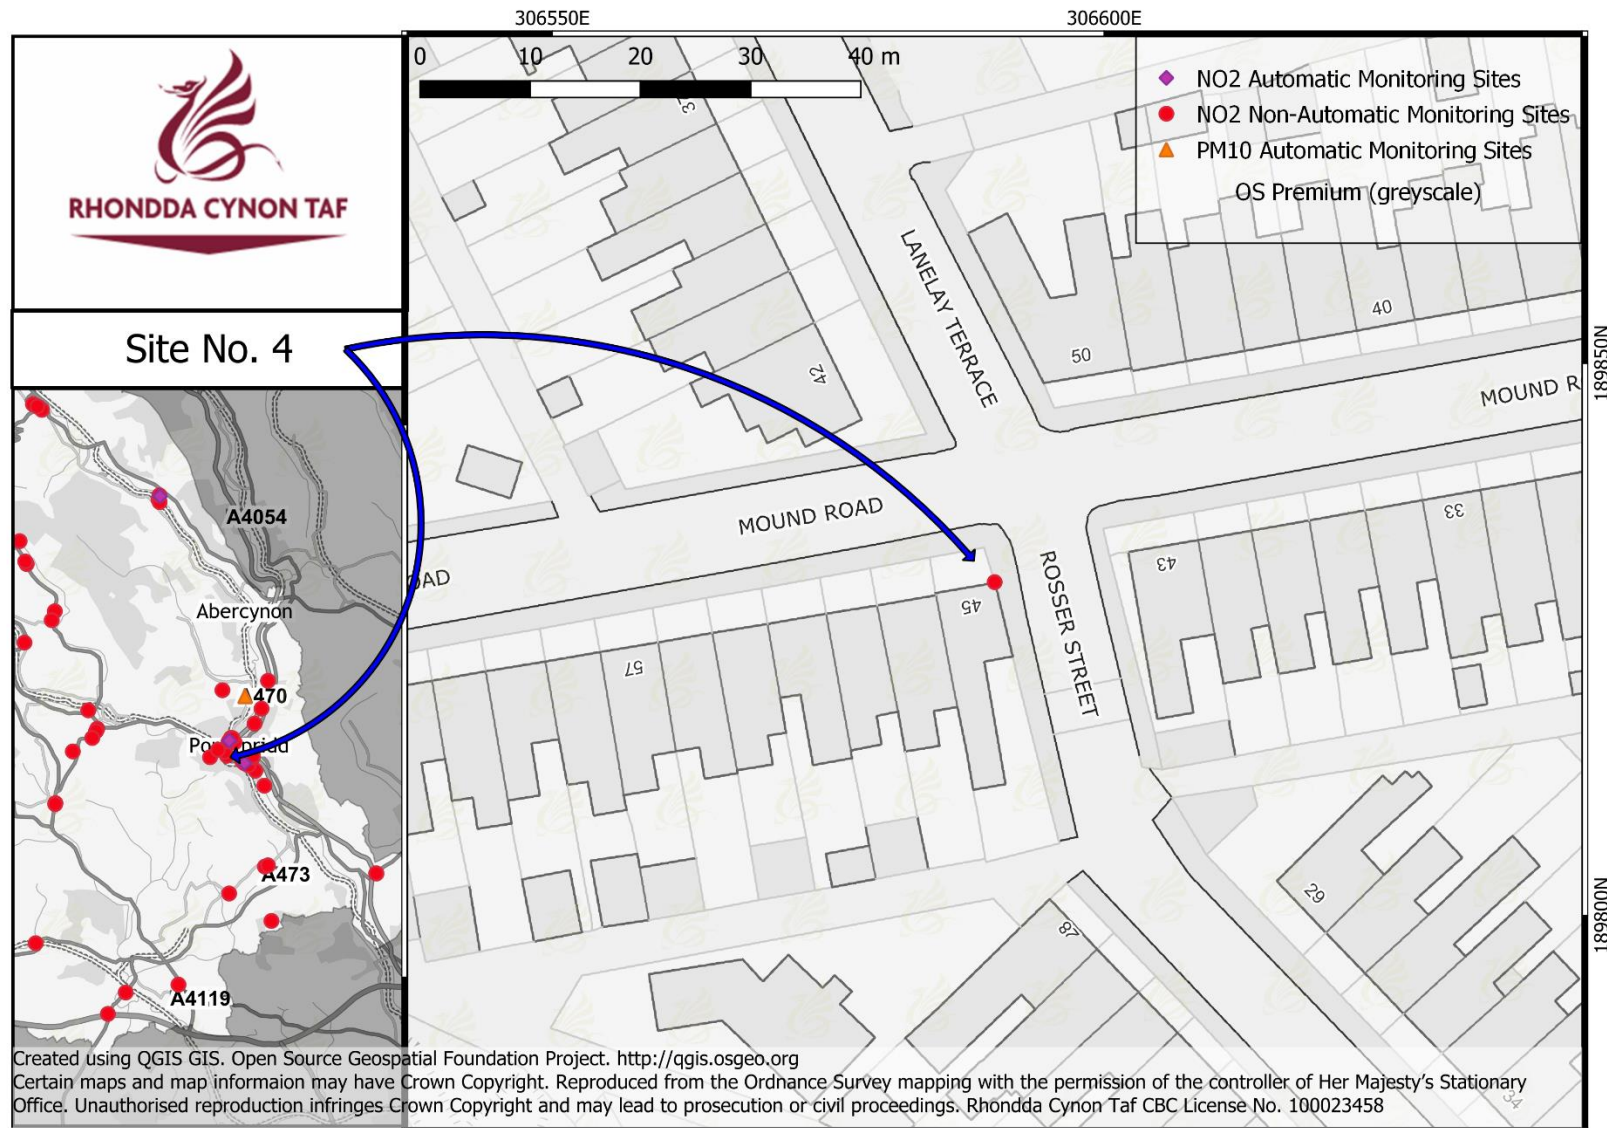 306550E
306600E
0 10 20 30 40 m
NO2 Automatic Monitoring Sites
NO2 Non-Automatic Monitoring Sites
PM10 Automatic Monitoring Sites
OS Premium (greyscale)
RHONDDA CYNON TAF
Site No. 4
LANELAY TERRACE
42
50
40
189850N
MOUND R
MOUND ROAD
OAD
ROSSER STREET
33
43
45
57
A4054
Abercynon
470
A473
A4119
29
28
34
189800N
Created using QGIS GIS. Open Source Geospatial Foundation Project. http://qgis.osgeo.org
Certain maps and map informaion may have Crown Copyright. Reproduced from the Ordnance Survey mapping with the permission of the controller of Her Majesty's Stationary
Office. Unauthorised reproduction infringes Crown Copyright and may lead to prosecution or civil proceedings. Rhondda Cynon Taf CBC License No. 100023458